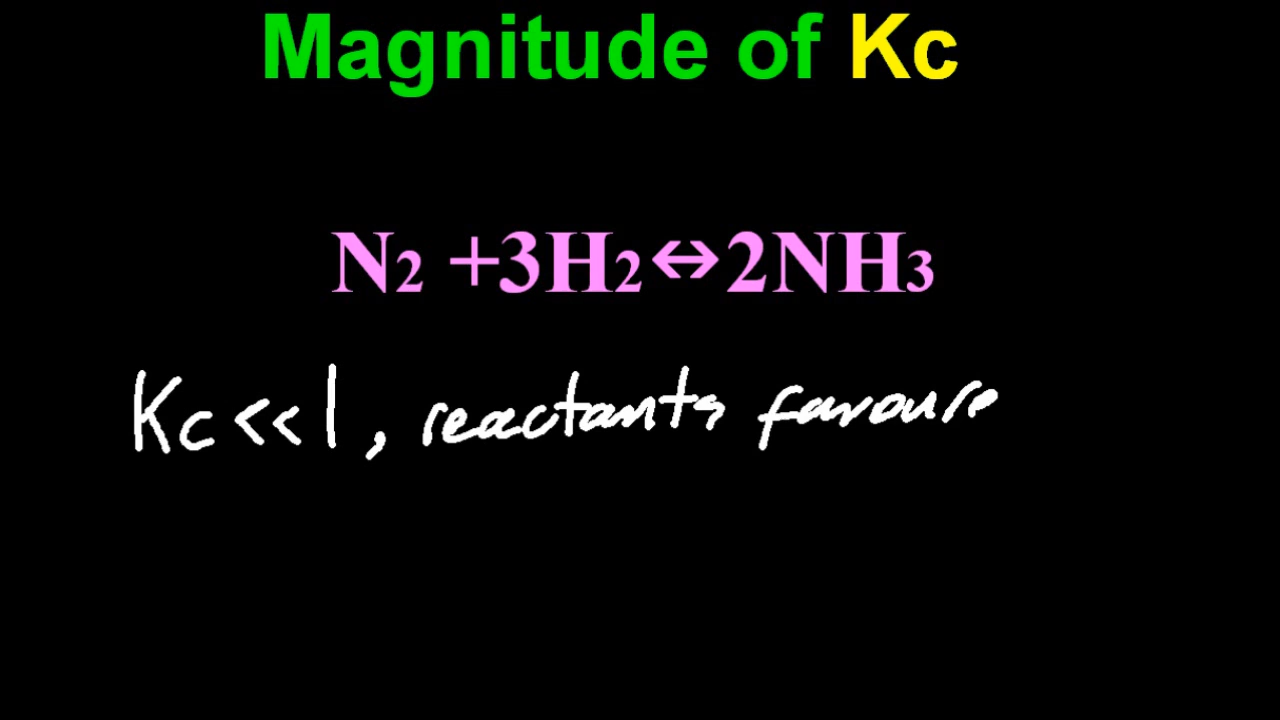 Magnitude of Kc
N2 +3H2↔2NH3
Kc<<1, reactants favoure